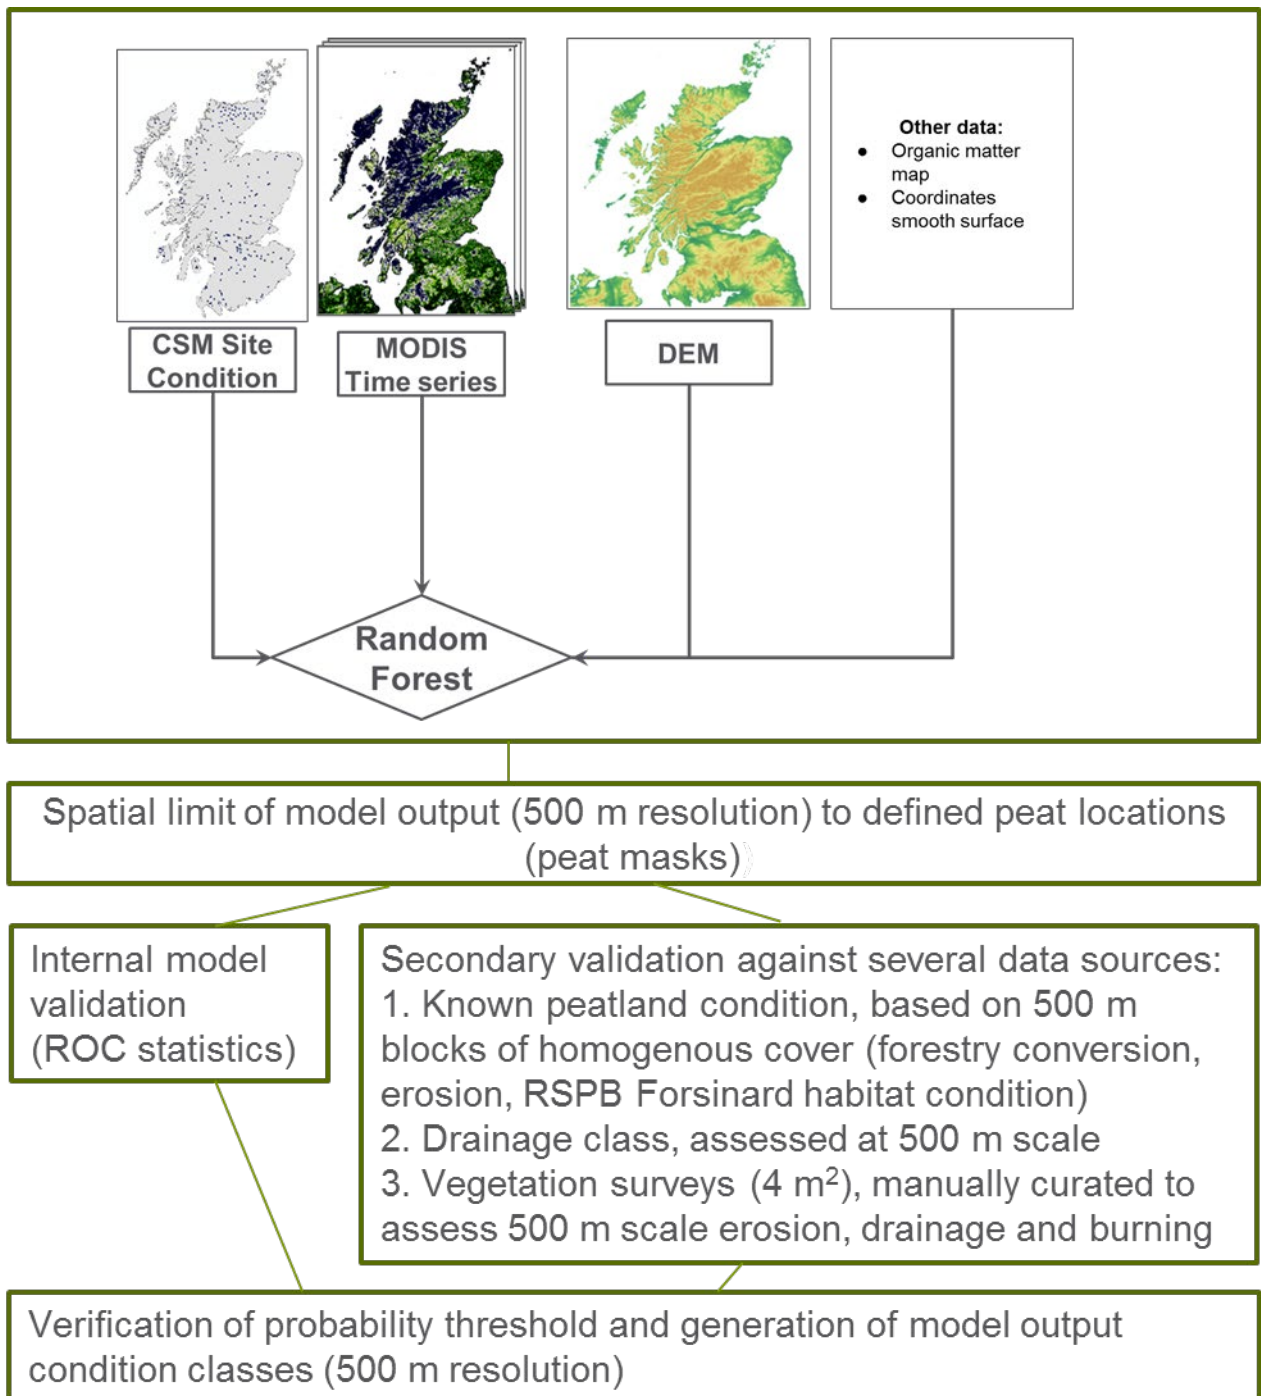 Other data:
● Organic matter
map
● Coordinates
smooth surface
CSM Site
Condition
MODIS
Time series
DEM
Random
Forest
Spatial limit of model output (500 m resolution) to defined peat locations
(peat masks)
Internal model
validation
(ROC statistics)
Secondary validation against several data sources:
1. Known peatland condition, based on 500 m
blocks of homogenous cover (forestry conversion,
erosion, RSPB Forsinard habitat condition)
2. Drainage class, assessed at 500 m scale
3. Vegetation surveys (4 m²), manually curated to
assess 500 m scale erosion, drainage and burning
Verification of probability threshold and generation of model output
condition classes (500 m resolution)